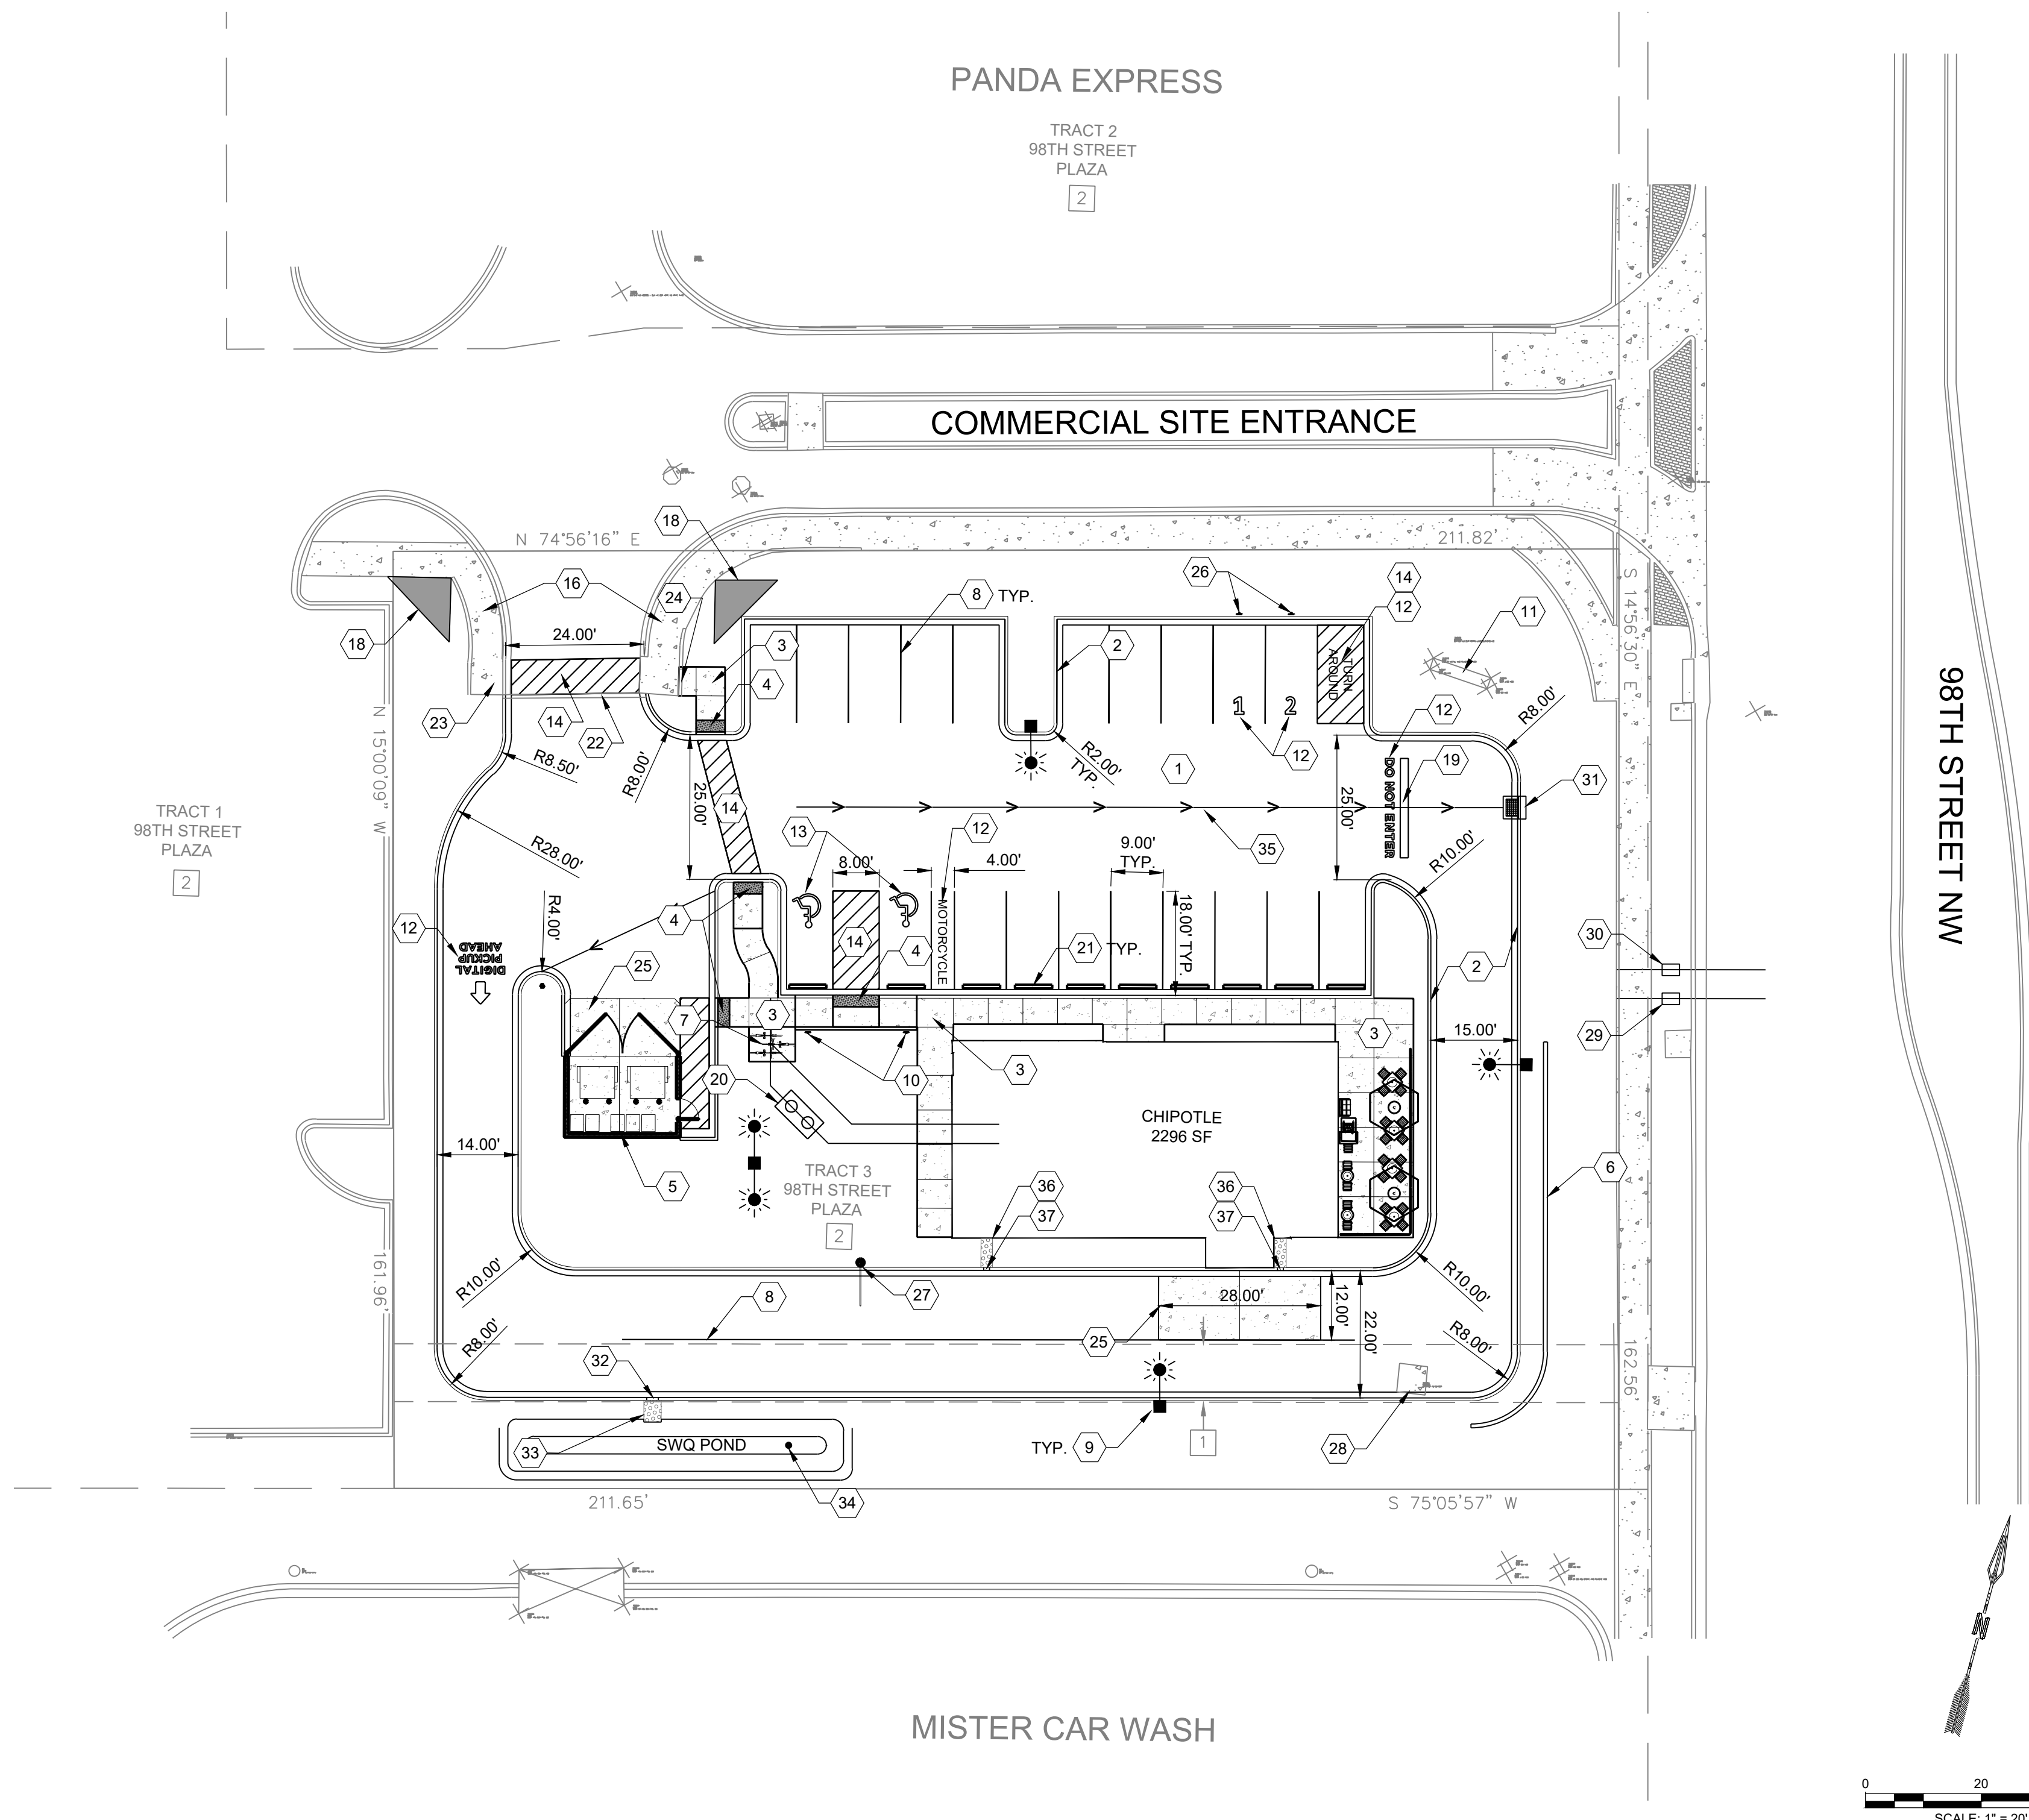 PANDA EXPRESS
TRACT 2
98TH STREET
PLAZA
2
COMMERCIAL SITE ENTRANCE
18
N 74°56'16" E
211.82'
24
16
8 TYP.
26
14
12
11
18
24.00'
3
2
TURN
AROUND
S 14°56'30" E
4
23
14
22
1
2
12
12
R8.00'
N 15°00'09" W
R8.50'
R8.00'
R2.00'
TYP.
1
19
31
98TH STREET NW
14
25.00'
25.00'
DO NOT ENTER
TRACT 1
98TH STREET
PLAZA
2
13
12
35
R28.00'
8.00'
4.00'
9.00'
TYP.
R10.00'
R4.00'
4
12
DIGITAL
PICKUP
AHEAD
14
4
MOTORCYCLE
21 TYP.
18.00' TYP.
2
30
25
7
3
3
15.00'
29
20
10
3
CHIPOTLE
2296 SF
14.00'
5
TRACT 3
98TH STREET
PLAZA
2
36
37
36
37
6
R10.00'
27
161.96'
8
28.00'
12.00'
22.00'
R10.00'
R8.00'
25
R8.00'
162.56'
32
33
SWQ POND
TYP. 9
1
28
34
211.65'
S 75°05'57" W
N
MISTER CAR WASH
0
20
SCALE: 1" = 20'